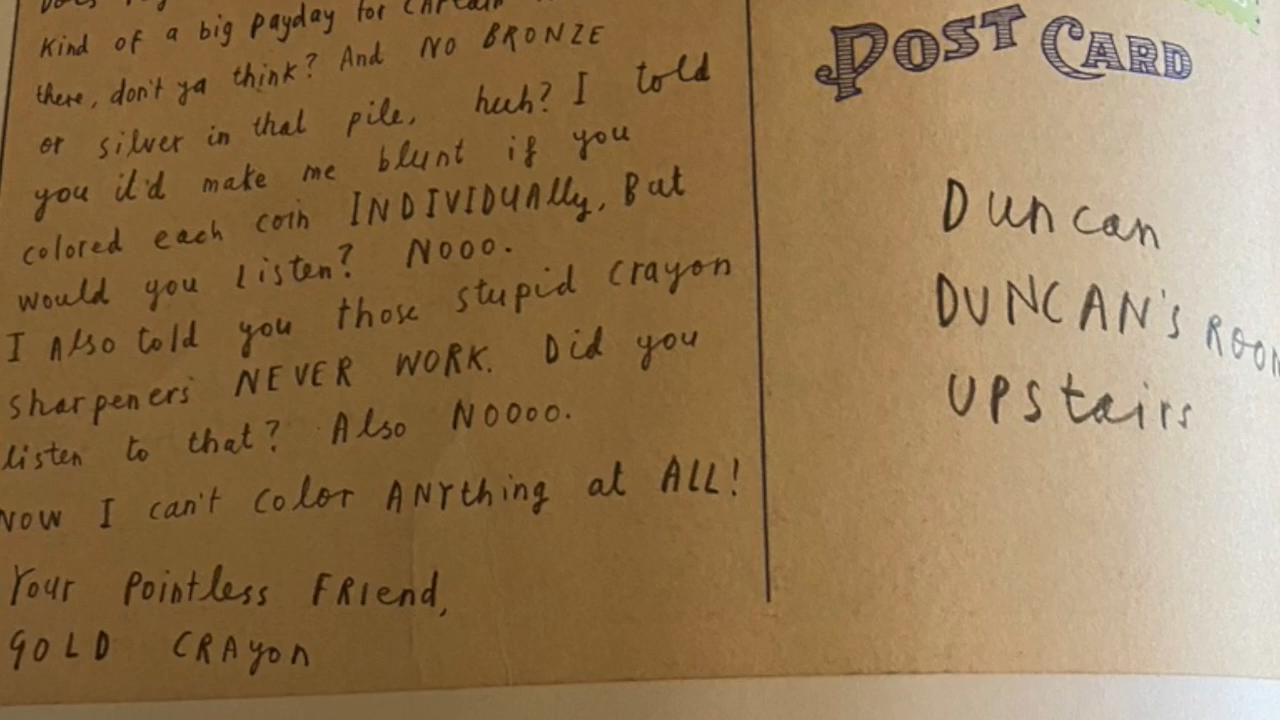 Kind of a big payday for CAPTAIN
there, don't ya think? And NO BRONZE
or silver in that pile, huh? I told
you it'd make me blunt if you
colored each coin INDIVIDUAlly, But
would you listen? NOOO.
I Also told you those stupid crayon
sharpeners NEVER WORK. Did you
listen to that? Also NOOOO.
NOW I can't color ANYthing at ALL!
Your Pointless FRIend,
GOLD CRAyon
POST CARD
Duncan
DUNCAN'S ROOM
UPStairs